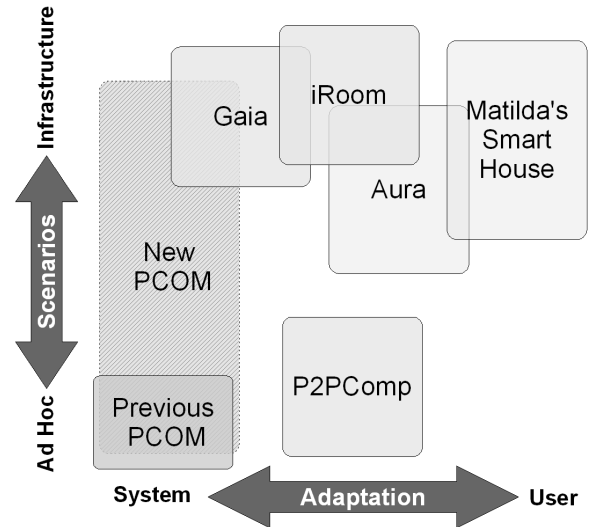 Infrastructure
Scenarios
Ad Hoc
Gaia
iRoom
Matilda's
Smart
House
Aura
New
PCOM
P2PComp
Previous
PCOM
System
Adaptation
User